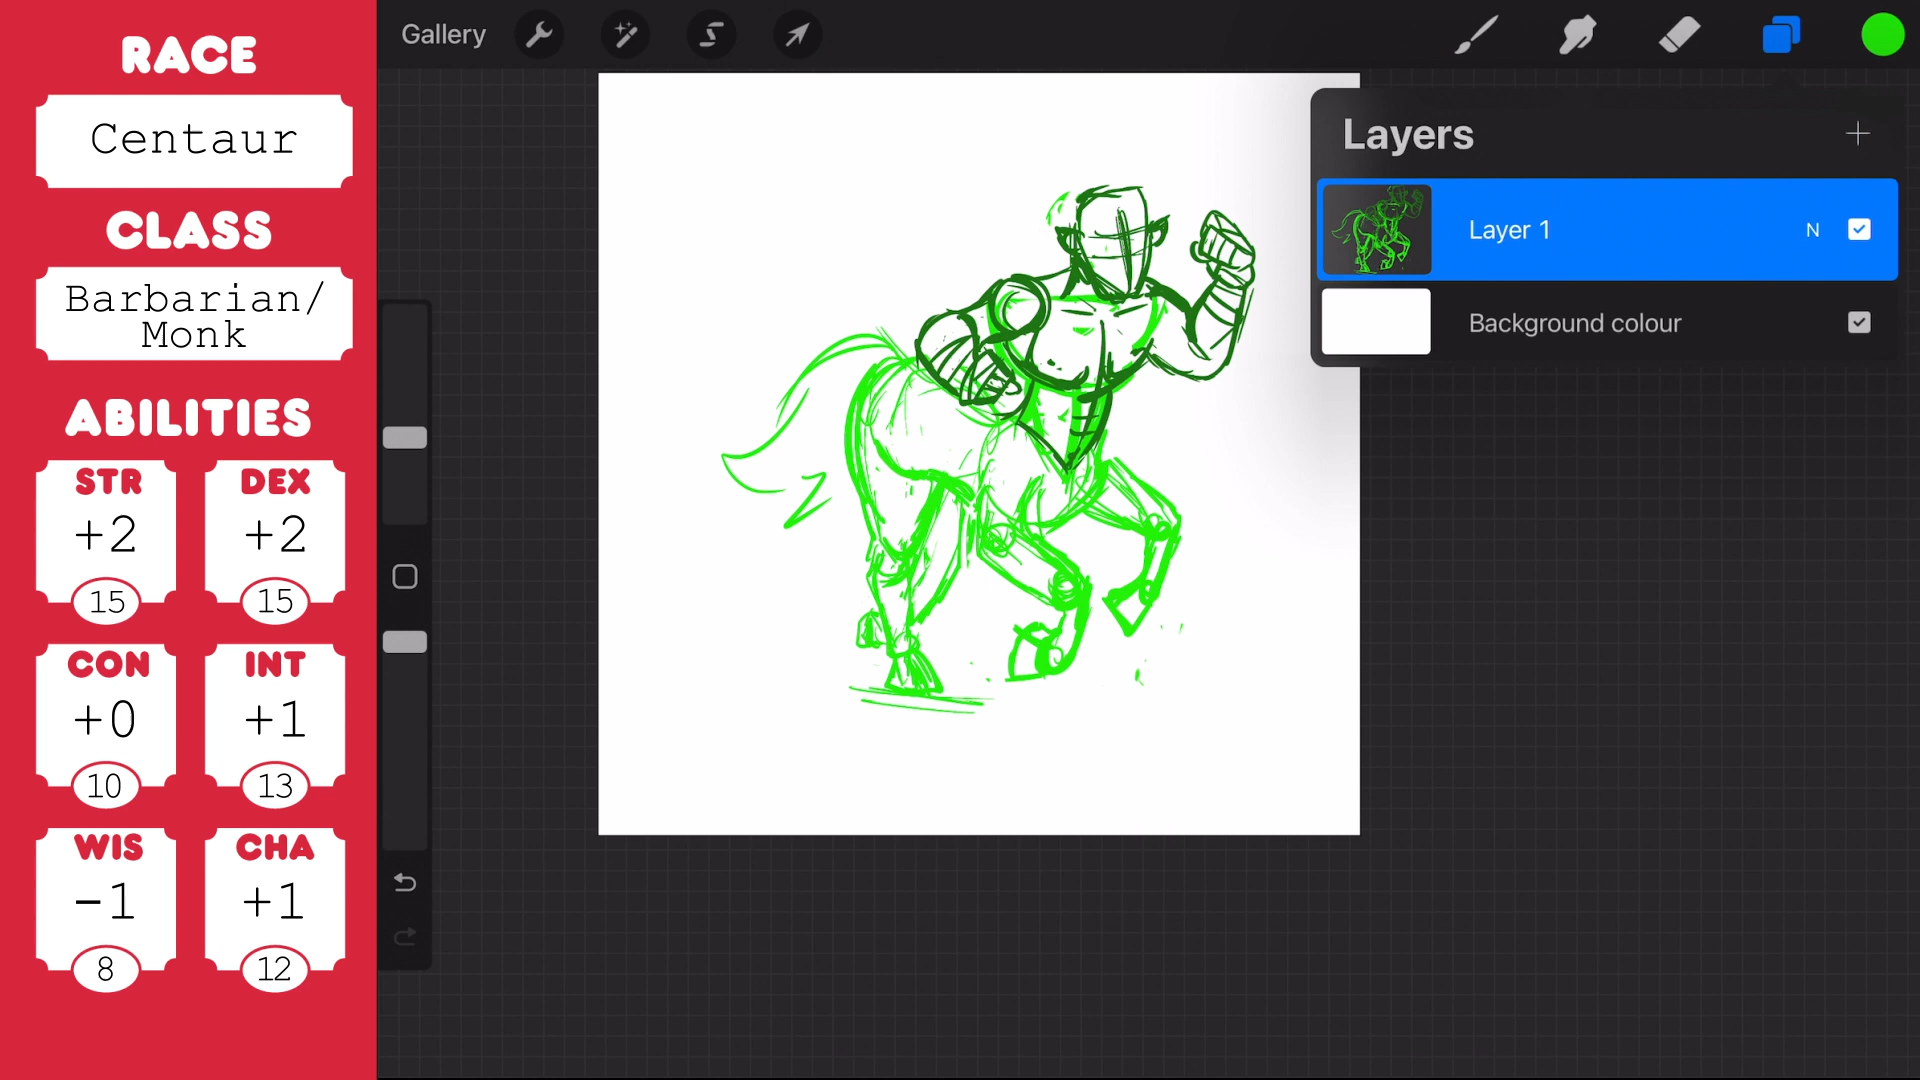 RACE
Centaur
CLASS
Barbarian/
Monk
ABILITIES
STR
+2
15
DEX
+2
15
CON
+0
10
INT
+1
13
WIS
-1
8
CHA
+1
12
Gallery
Layers
Layer 1
N
Background colour